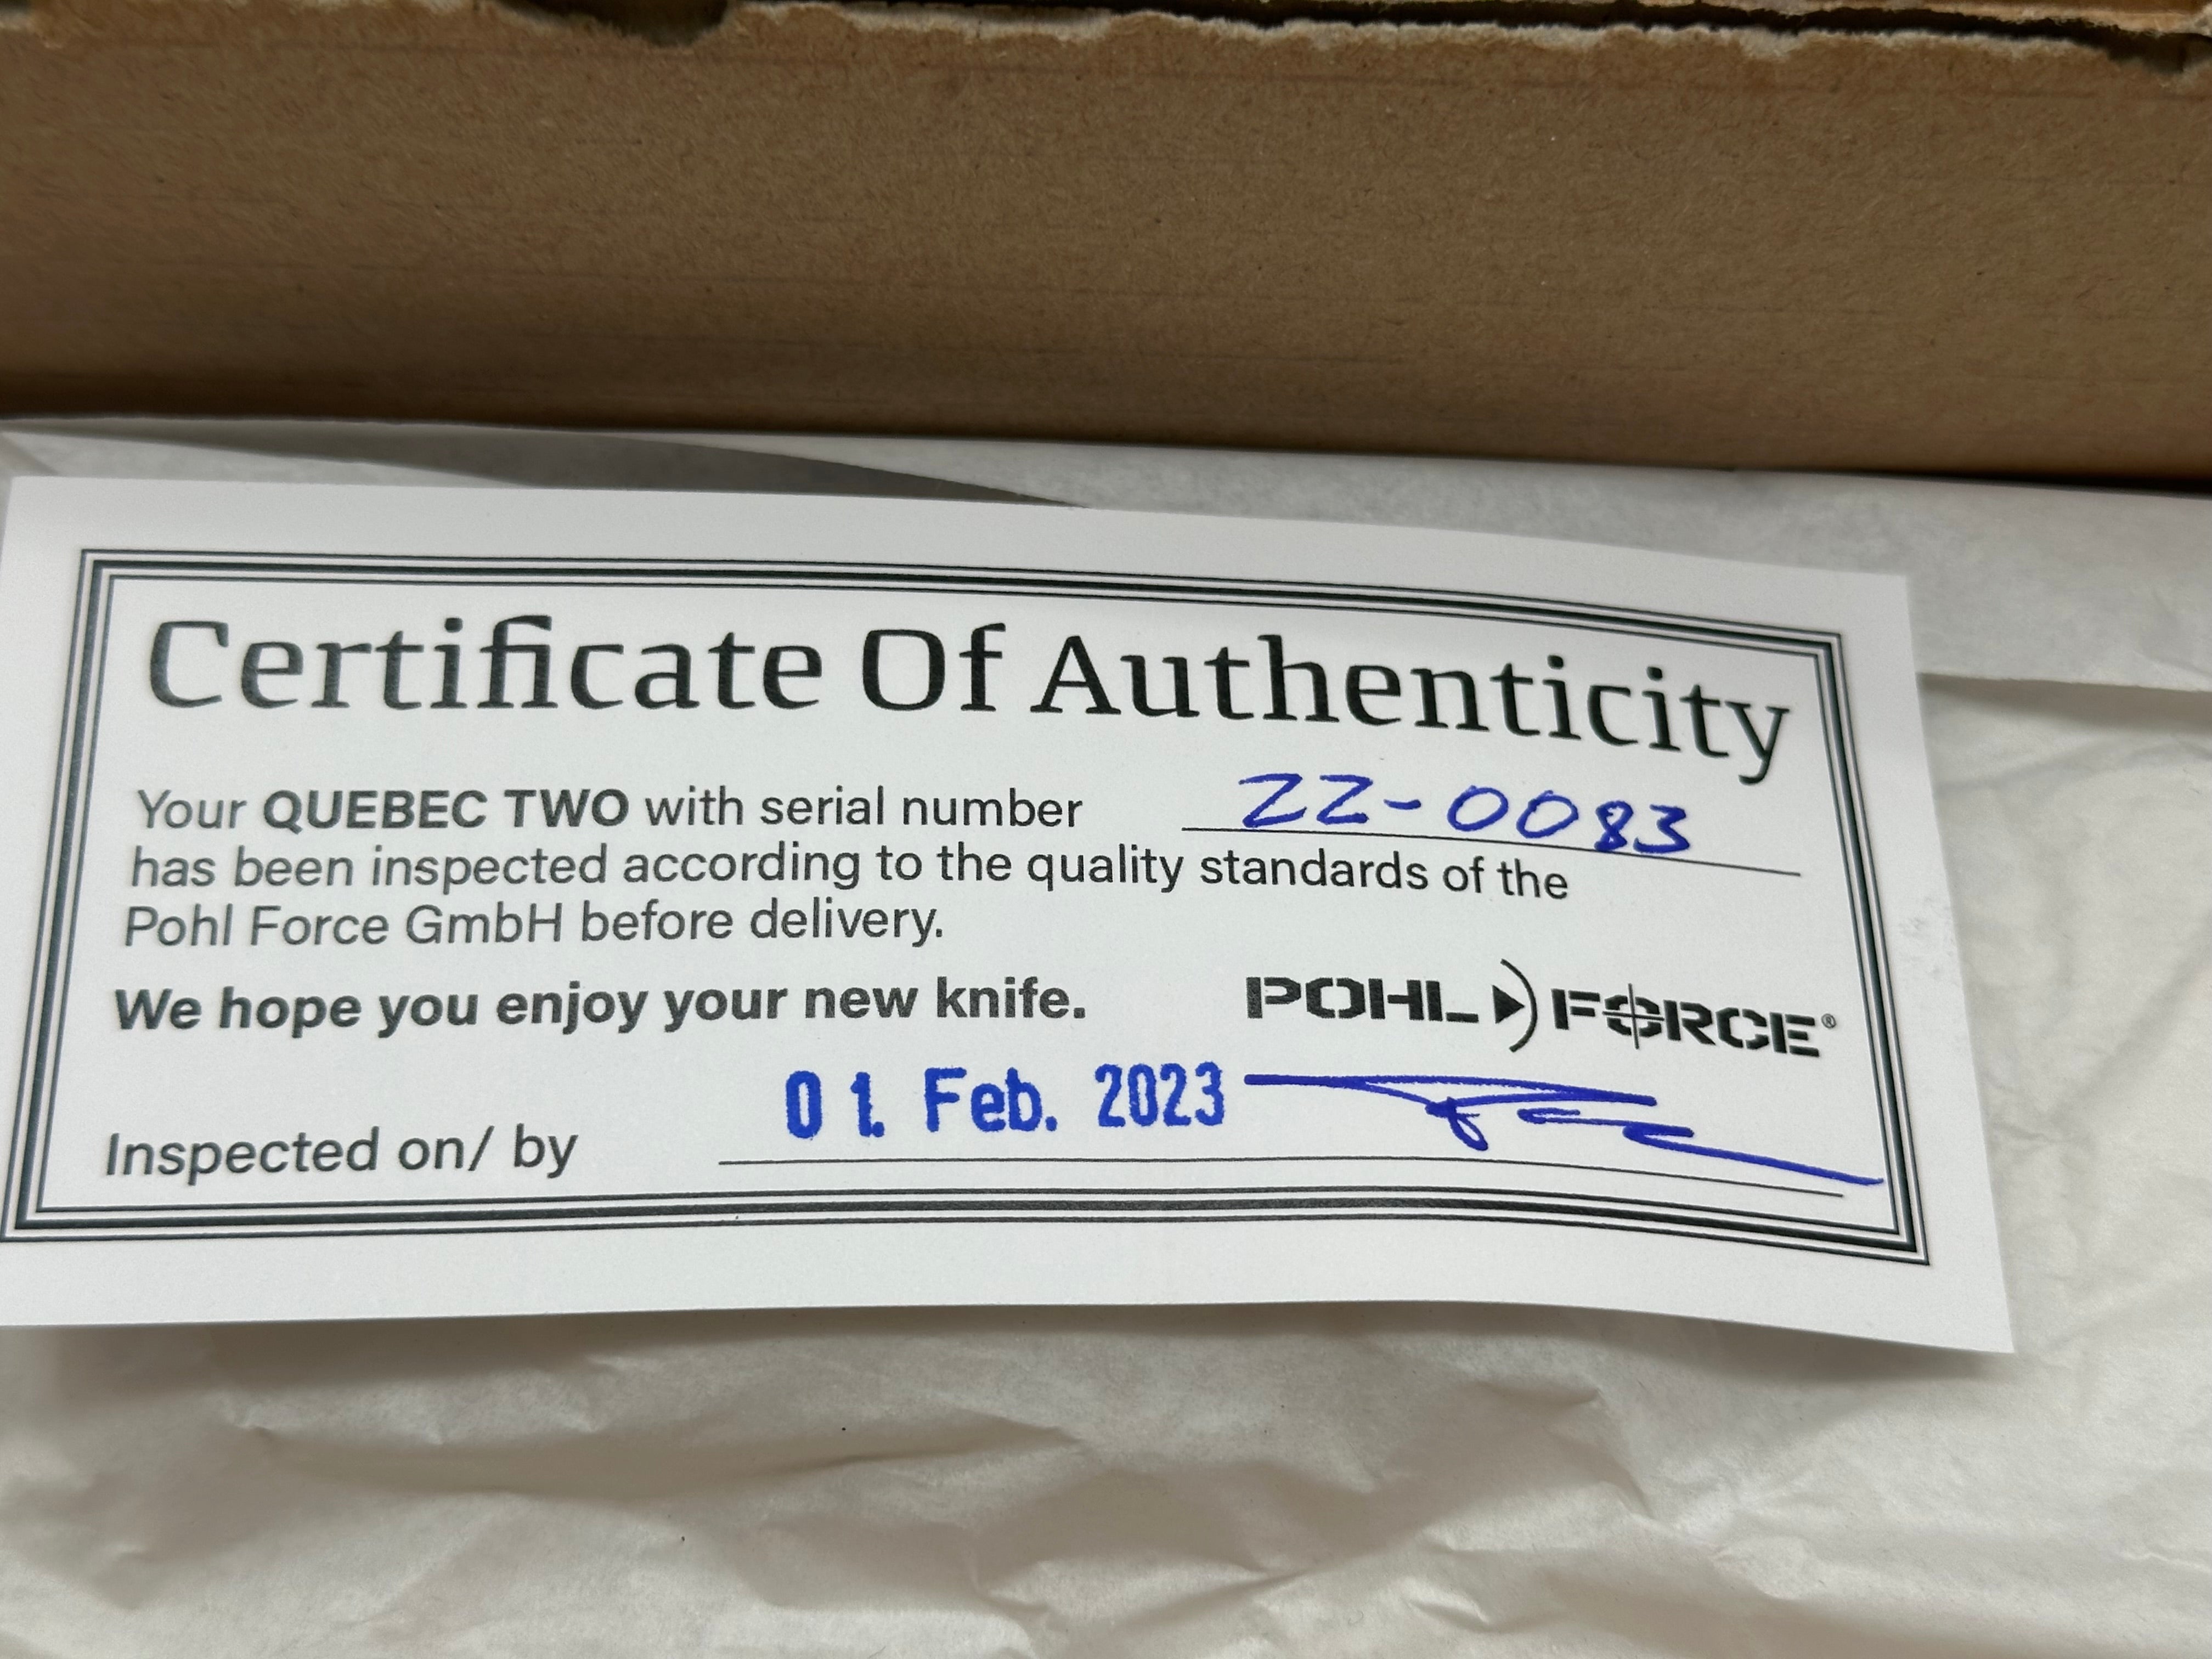 Certificate Of Authenticity
Your QUEBEC TWO with serial number 22-0083
has been inspected according to the quality standards of the
Pohl Force GmbH before delivery.
We hope you enjoy your new knife.
POHL FORCE®
01. Feb. 2023
Inspected on/ by